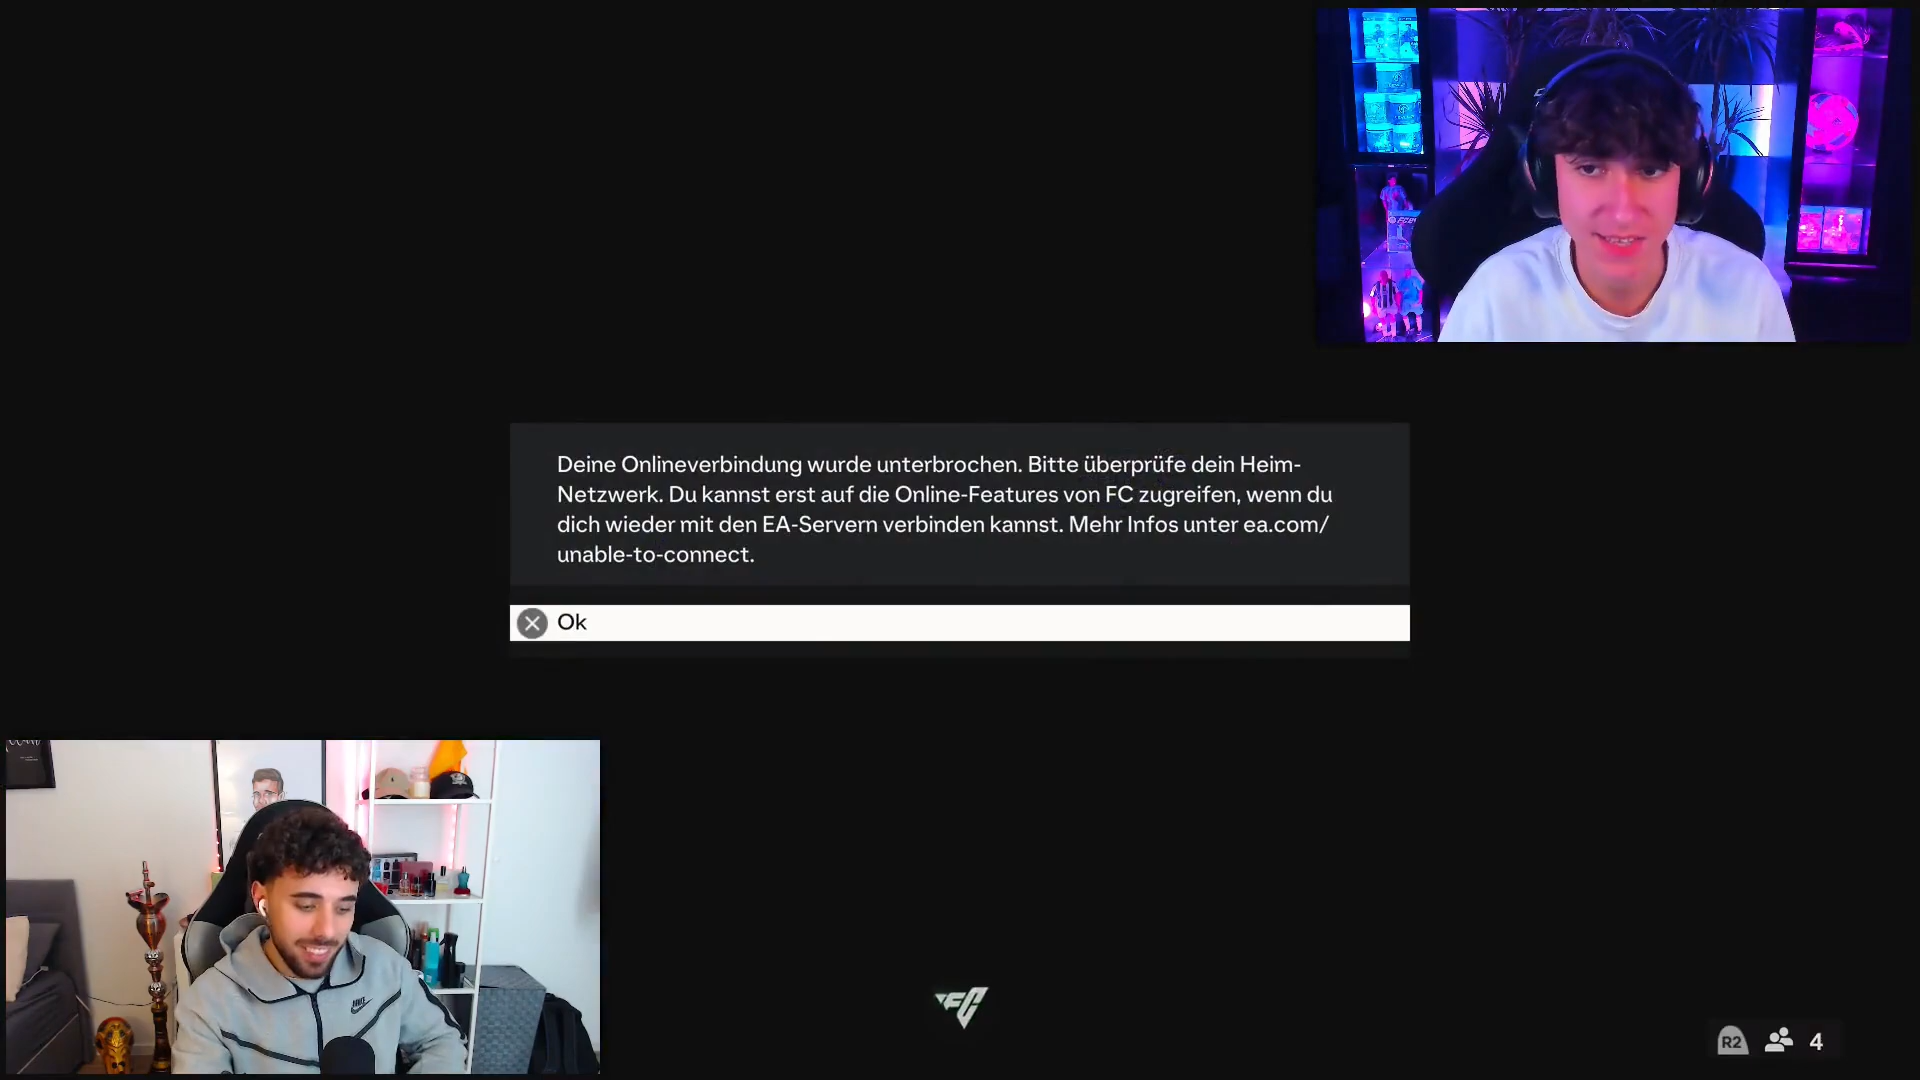 Deine Onlineverbindung wurde unterbrochen. Bitte überprüfe dein Heim-
Netzwerk. Du kannst erst auf die Online-Features von FC zugreifen, wenn du
dich wieder mit den EA-Servern verbinden kannst. Mehr Infos unter ea.com/
unable-to-connect.
Ok
FC
R2 4